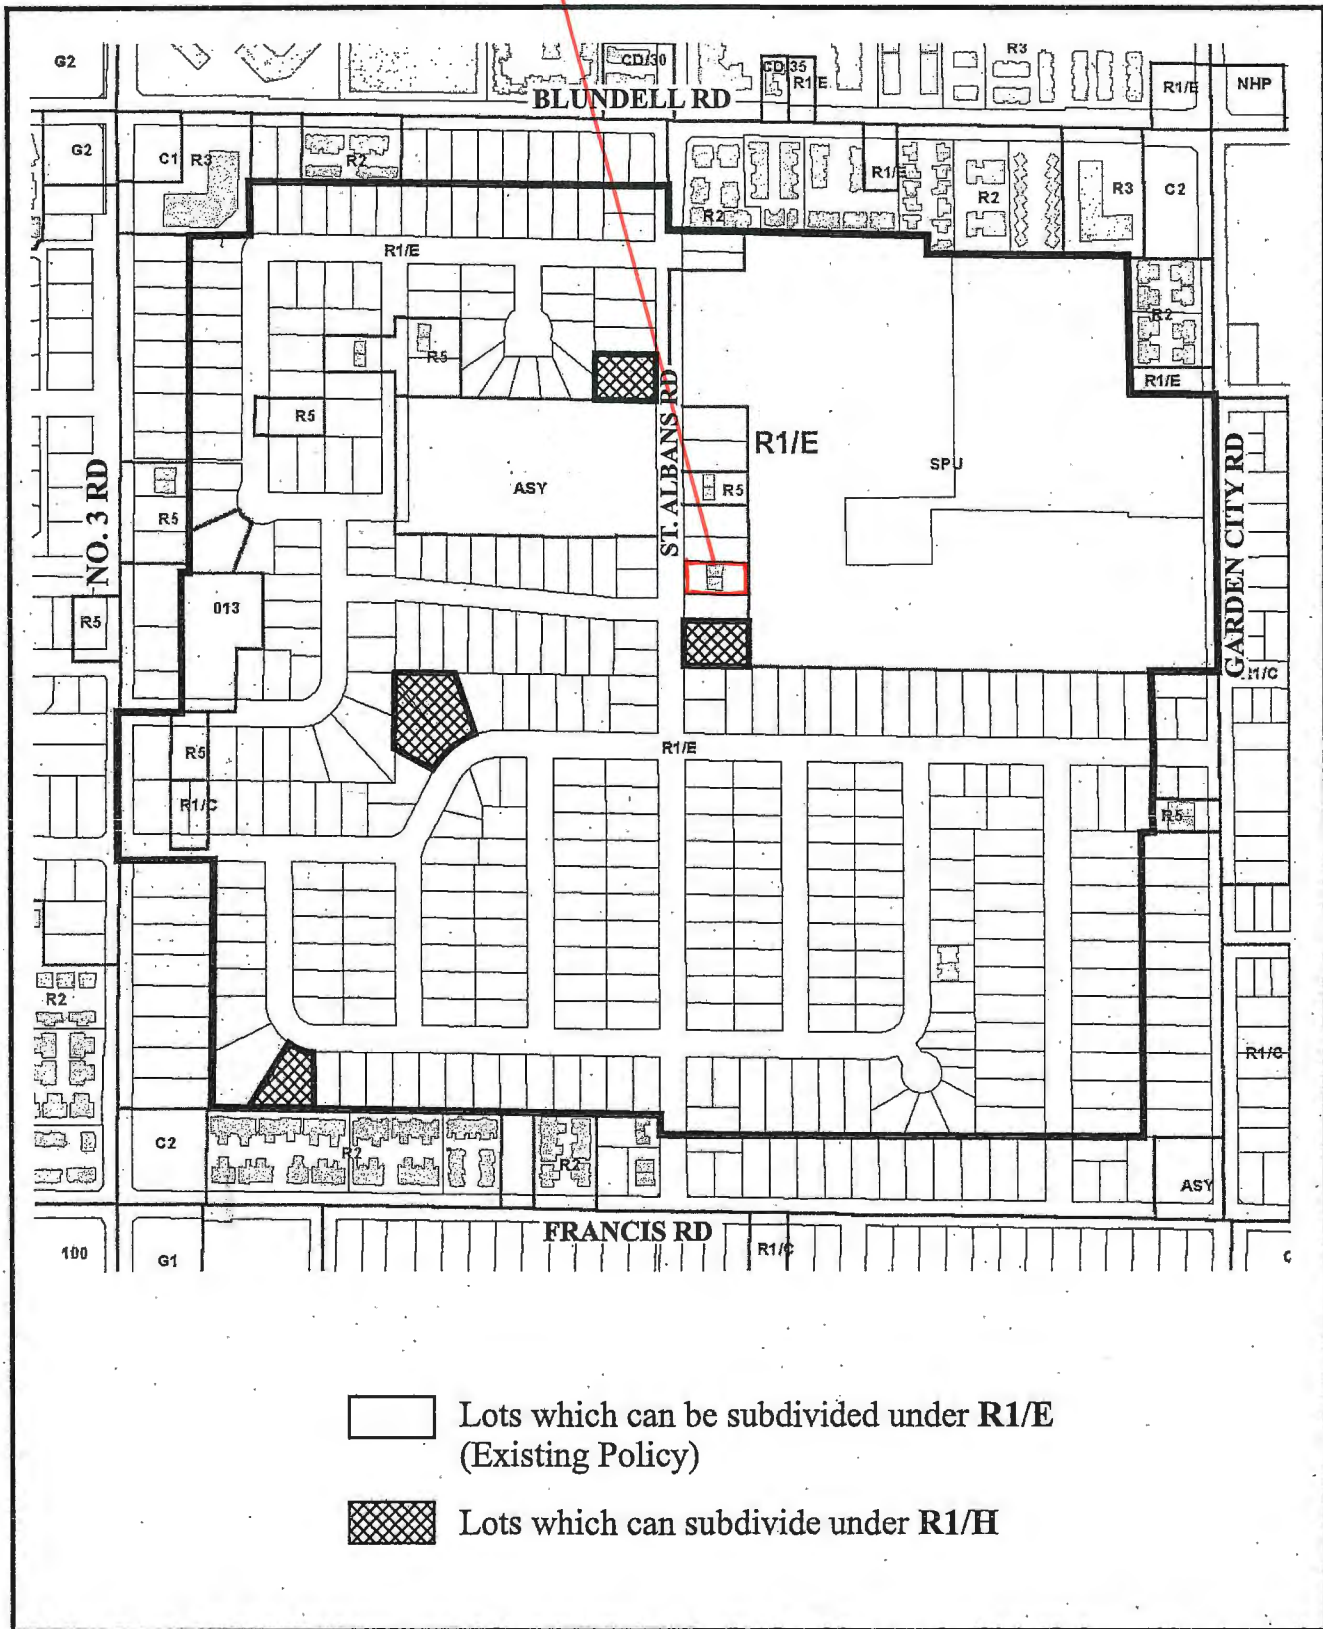 G2
CD/30
CD/35
R1/E
R3
R1/E
NHP
BLUNDELL RD
G2
C1
R3
R2
R2
R1/E
R2
R3
C2
R1/E
R2
R1/E
R5
R5
ST. ALBANS RD
R1/E
SPU
ASY
R5
NO. 3 RD
R5
GARDEN CITY RD
R5
013
R1/C
R5
R1/E
R1/C
R5
R2
R1/C
C2
R2
R2
ASY
FRANCIS RD
100
G1
R1/C
Lots which can be subdivided under R1/E
(Existing Policy)
Lots which can subdivide under R1/H